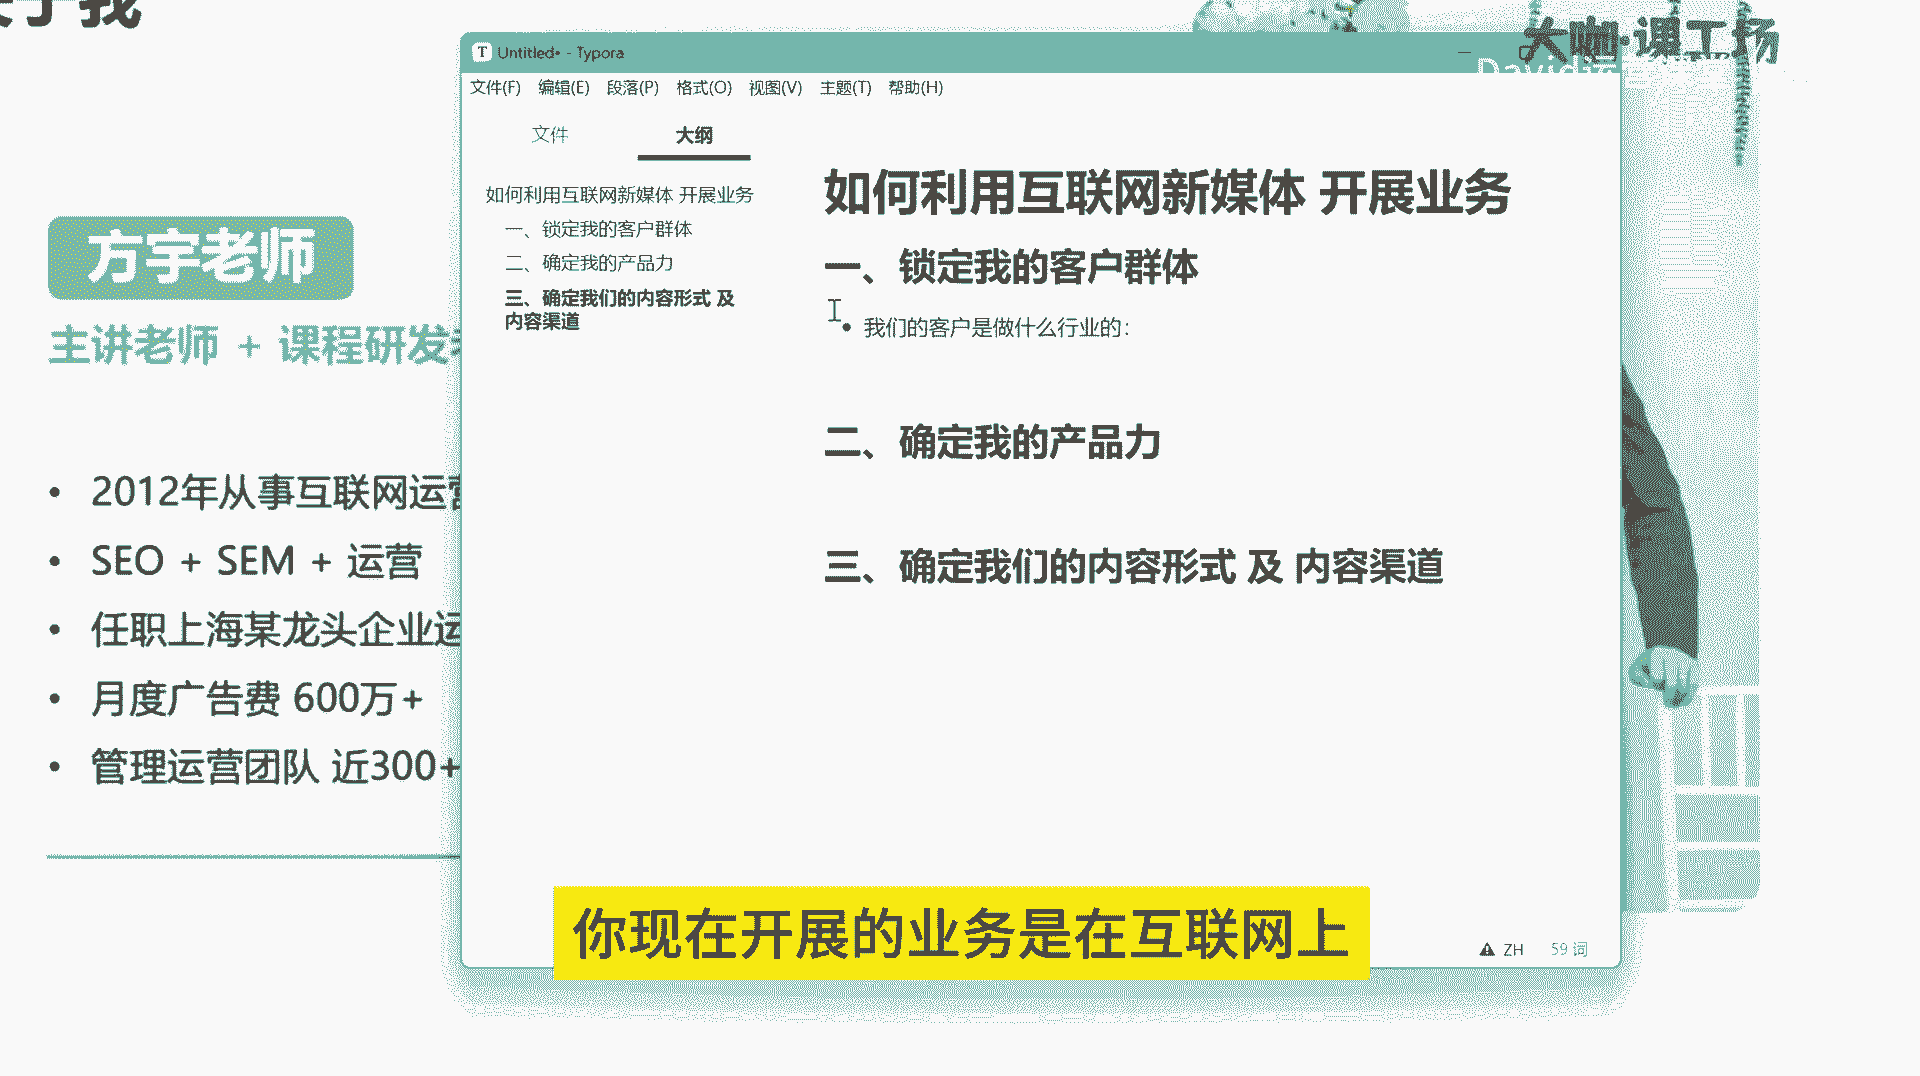 大咖·课工场
Untitled• - Typora
文件(F) 编辑(E) 段落(P) 格式(O) 视图(V) 主题(T) 帮助(H)
文件 大纲
如何利用互联网新媒体 开展业务
一、锁定我的客户群体
二、确定我的产品力
三、确定我们的内容形式 及
内容渠道
如何利用互联网新媒体 开展业务
一、锁定我的客户群体
• 我们的客户是做什么行业的：
二、确定我的产品力
三、确定我们的内容形式 及 内容渠道
ZH 59 词
方宇老师
主讲老师 + 课程研发
• 2012年从事互联网运营
• SEO + SEM + 运营
• 任职上海某龙头企业运
• 月度广告费 600万+
• 管理运营团队 近300+
你现在开展的业务是在互联网上